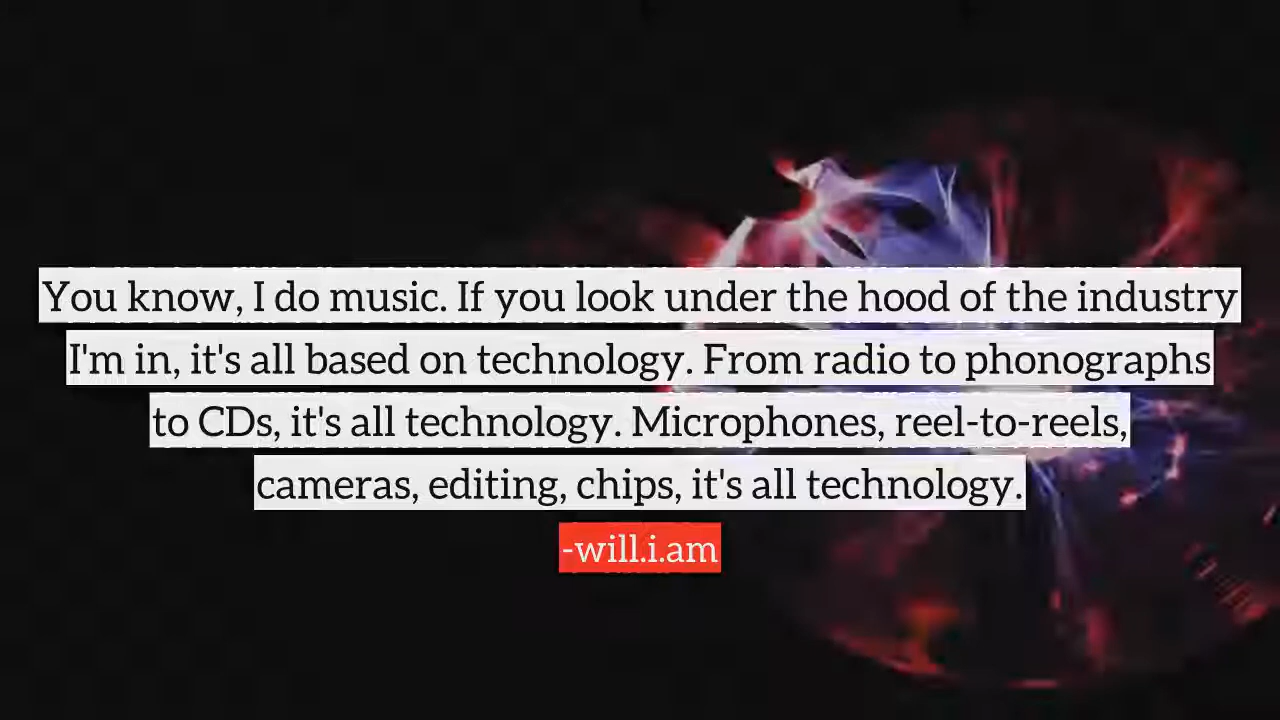 You know, I do music. If you look under the hood of the industry
I'm in, it's all based on technology. From radio to phonographs
to CDs, it's all technology. Microphones, reel-to-reels,
cameras, editing, chips, it's all technology.
-will.i.am